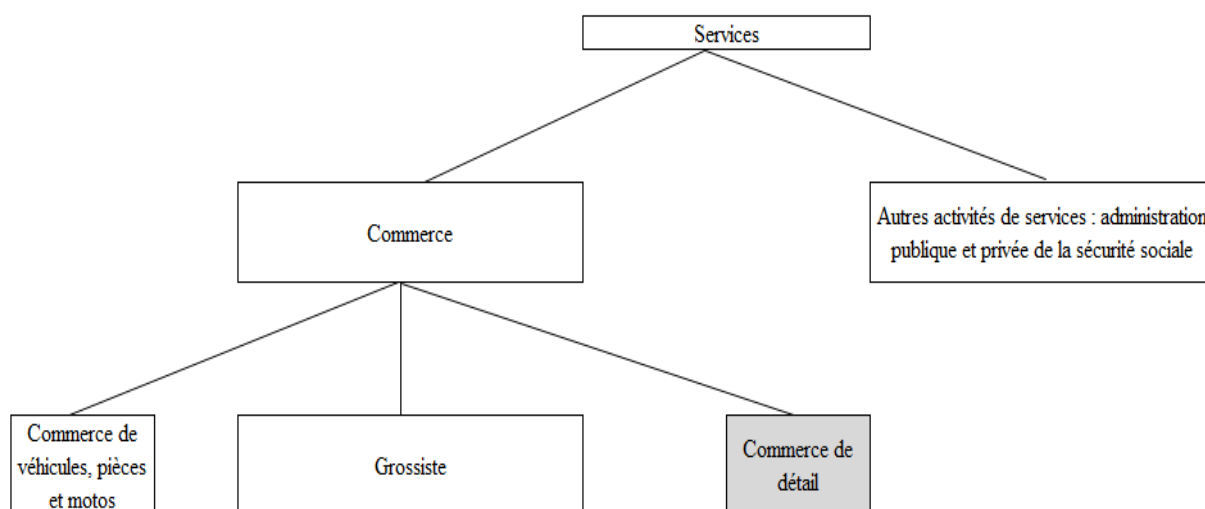 Services
Commerce
Autres activités de services : administration
publique et privée de la sécurité sociale
Commerce de
véhicules, pièces
et motos
Grossiste
Commerce de
détail